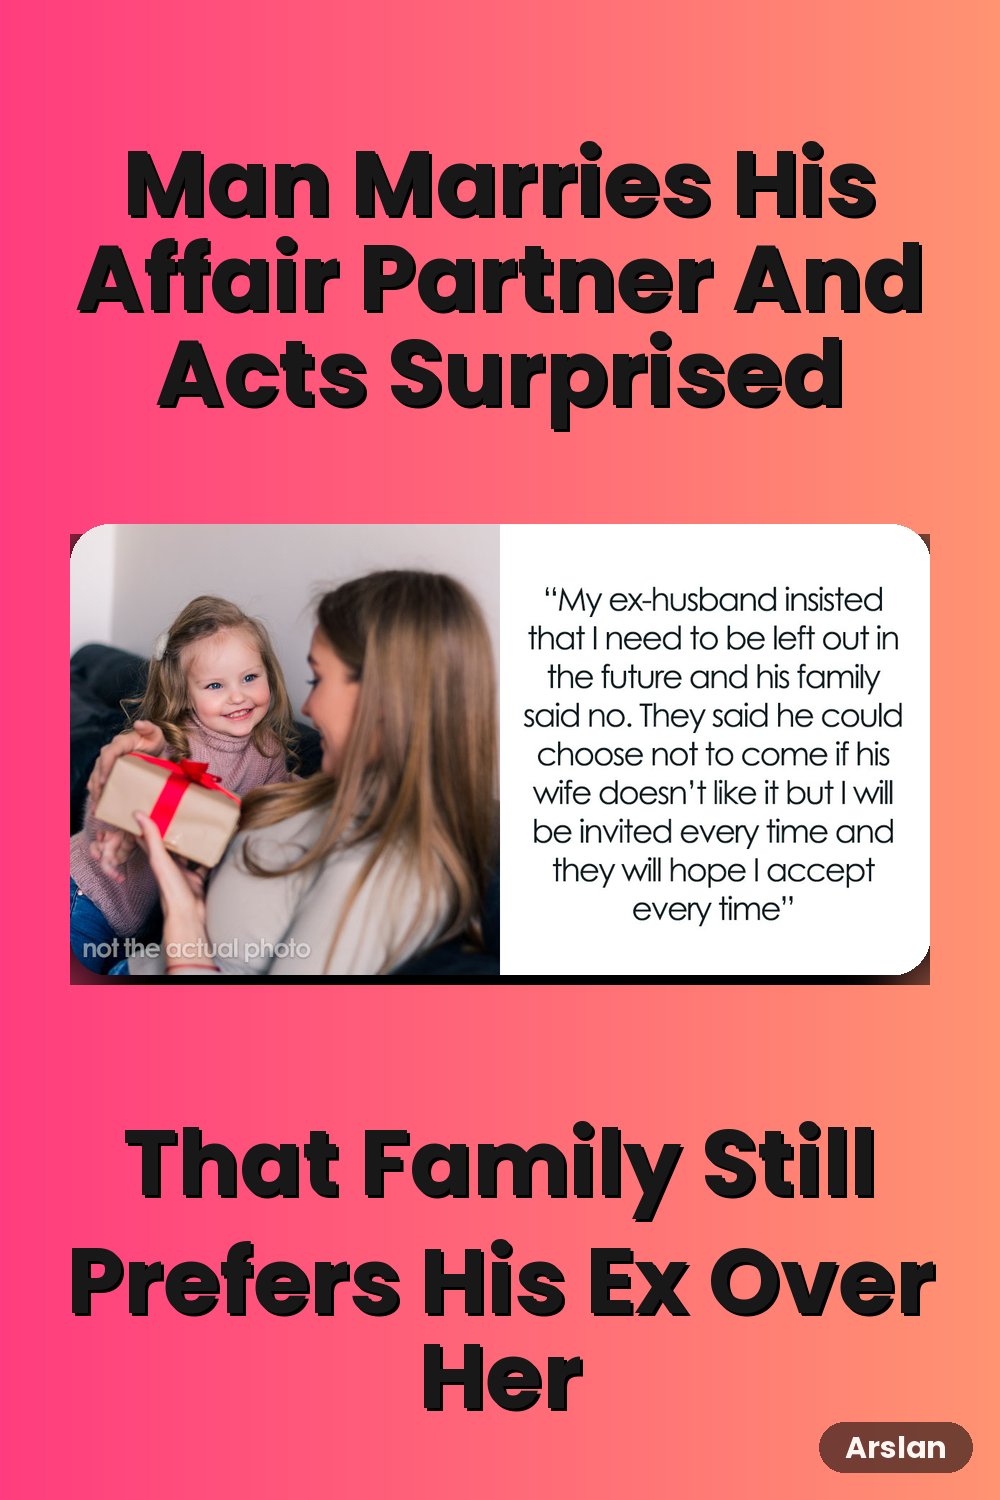 Man Marries His
Affair Partner And
Acts Surprised
“My ex-husband insisted
that I need to be left out in
the future and his family
said no. They said he could
choose not to come if his
wife doesn’t like it but I will
be invited every time and
they will hope I accept
every time”
not the actual photo
That Family Still
Prefers His Ex Over
Her
Arslan